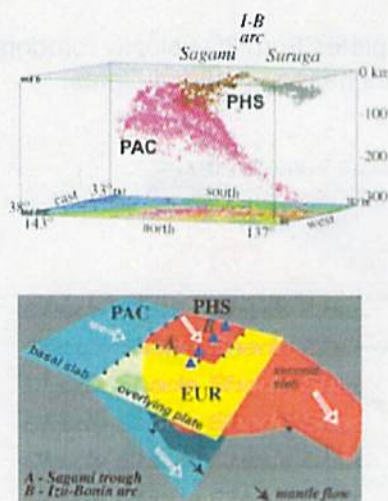 I-B
arc
Sagami
Suruga
0 km
PHS
100
PAC
200
300
33°
south
east
38°
143°
north
137°
west
PAC
PHS
B
A
basal slab
overlying plate
EUR
A - Sagami trough
B - Izu-Bonin arc
mantle flow